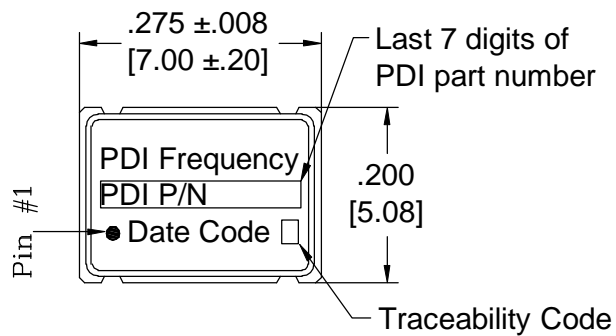 .275 ±.008
[7.00 ±.20]
Last 7 digits of
PDI part number
PDI Frequency
PDI P/N
Date Code
.200
[5.08]
Pin #1
Traceability Code